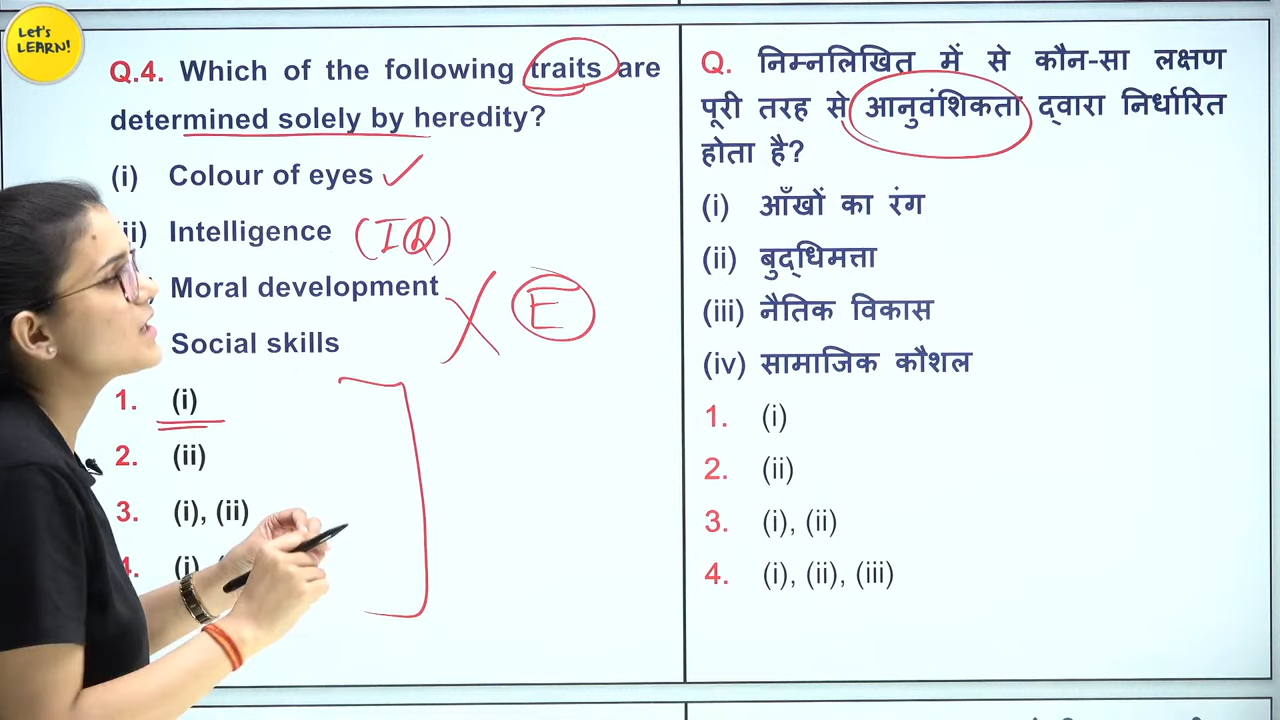 Let's
LEARN!
Q.4. Which of the following traits are
determined solely by heredity?
(i) Colour of eyes
ii) Intelligence (IQ)
Moral development
E
Social skills
1. (i)
2. (ii)
3. (i), (ii)
4. (i),
Q. निम्नलिखित में से कौन-सा लक्षण
पूरी तरह से आनुवंशिकता द्वारा निर्धारित
होता है?
(i) आँखों का रंग
(ii) बुद्धिमत्ता
(iii) नैतिक विकास
(iv) सामाजिक कौशल
1. (i)
2. (ii)
3. (i), (ii)
4. (i), (ii), (iii)